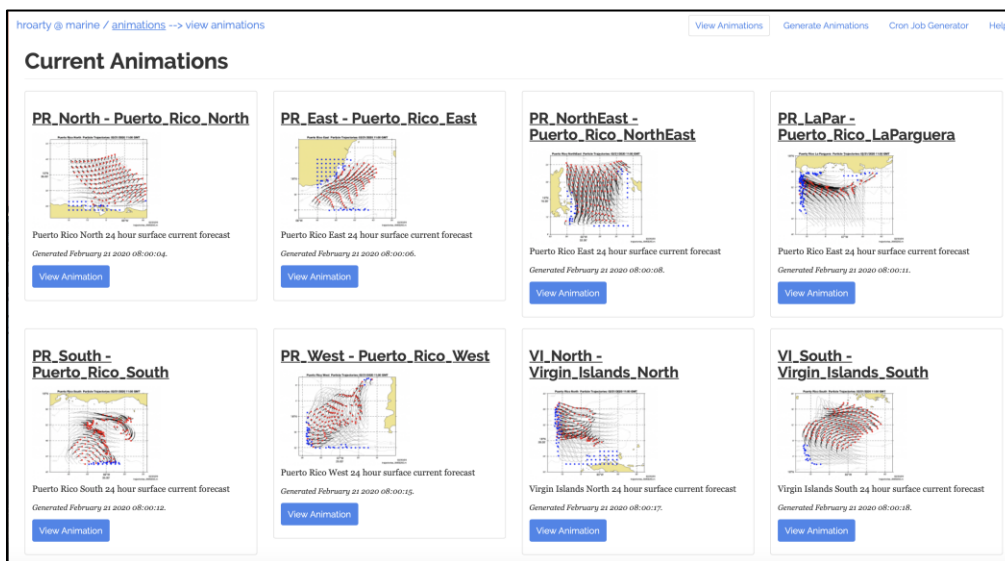 hroarty @ marine / animations --> view animations
View Animations
Generate Animations
Cron Job Generator
Help
Current Animations
PR_North - Puerto_Rico_North
Puerto Rico North 24 hour surface current forecast
Generated February 21 2020 08:00:04.
View Animation
PR_East - Puerto_Rico_East
Puerto Rico East 24 hour surface current forecast
Generated February 21 2020 08:00:06.
View Animation
PR_NorthEast -
Puerto_Rico_NorthEast
Puerto Rico East 24 hour surface current forecast
Generated February 21 2020 08:00:08.
View Animation
PR_LaPar -
Puerto_Rico_LaParguera
Puerto Rico East 24 hour surface current forecast
Generated February 21 2020 08:00:11.
View Animation
PR_South -
Puerto_Rico_South
Puerto Rico South 24 hour surface current forecast
Generated February 21 2020 08:00:12.
View Animation
PR_West - Puerto_Rico_West
Puerto Rico West 24 hour surface current forecast
Generated February 21 2020 08:00:15.
View Animation
VI_North -
Virgin_Islands_North
Virgin Islands North 24 hour surface current forecast
Generated February 21 2020 08:00:17.
View Animation
VI_South -
Virgin_Islands_South
Virgin Islands South 24 hour surface current forecast
Generated February 21 2020 08:00:18.
View Animation